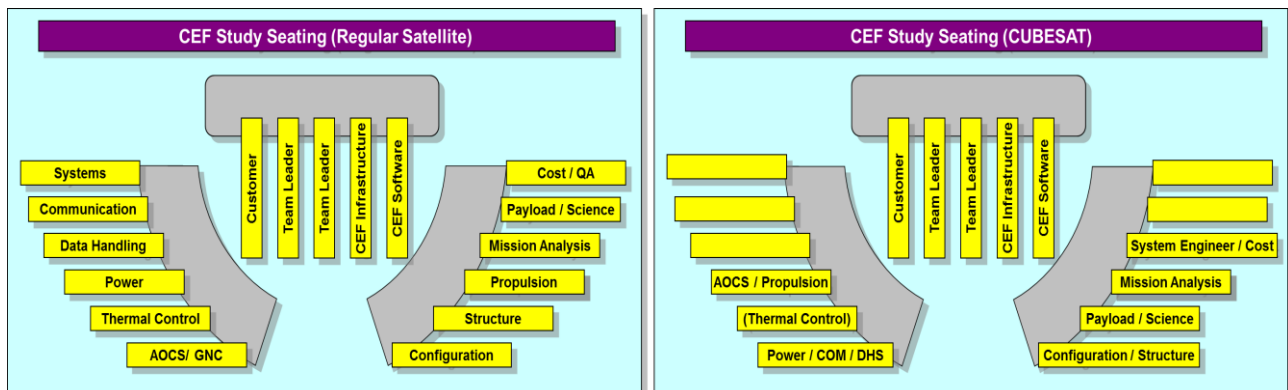 CEF Study Seating (Regular Satellite)
Customer
Team Leader
Team Leader
CEF Infrastructure
CEF Software
Systems
Communication
Data Handling
Power
Thermal Control
AOCS/ GNC
Cost / QA
Payload / Science
Mission Analysis
Propulsion
Structure
Configuration
CEF Study Seating (CUBESAT)
Customer
Team Leader
Team Leader
CEF Infrastructure
CEF Software
AOCS / Propulsion
(Thermal Control)
Power / COM / DHS
System Engineer / Cost
Mission Analysis
Payload / Science
Configuration / Structure